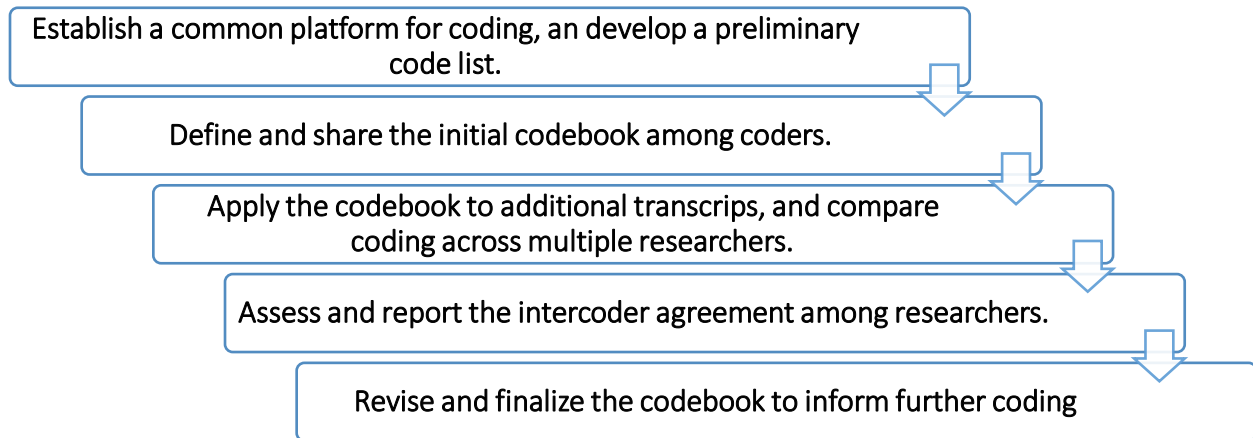 Establish a common platform for coding, an develop a preliminary
code list.
Define and share the initial codebook among coders.
Apply the codebook to additional transcrips, and compare
coding across multiple researchers.
Assess and report the intercoder agreement among researchers.
Revise and finalize the codebook to inform further coding